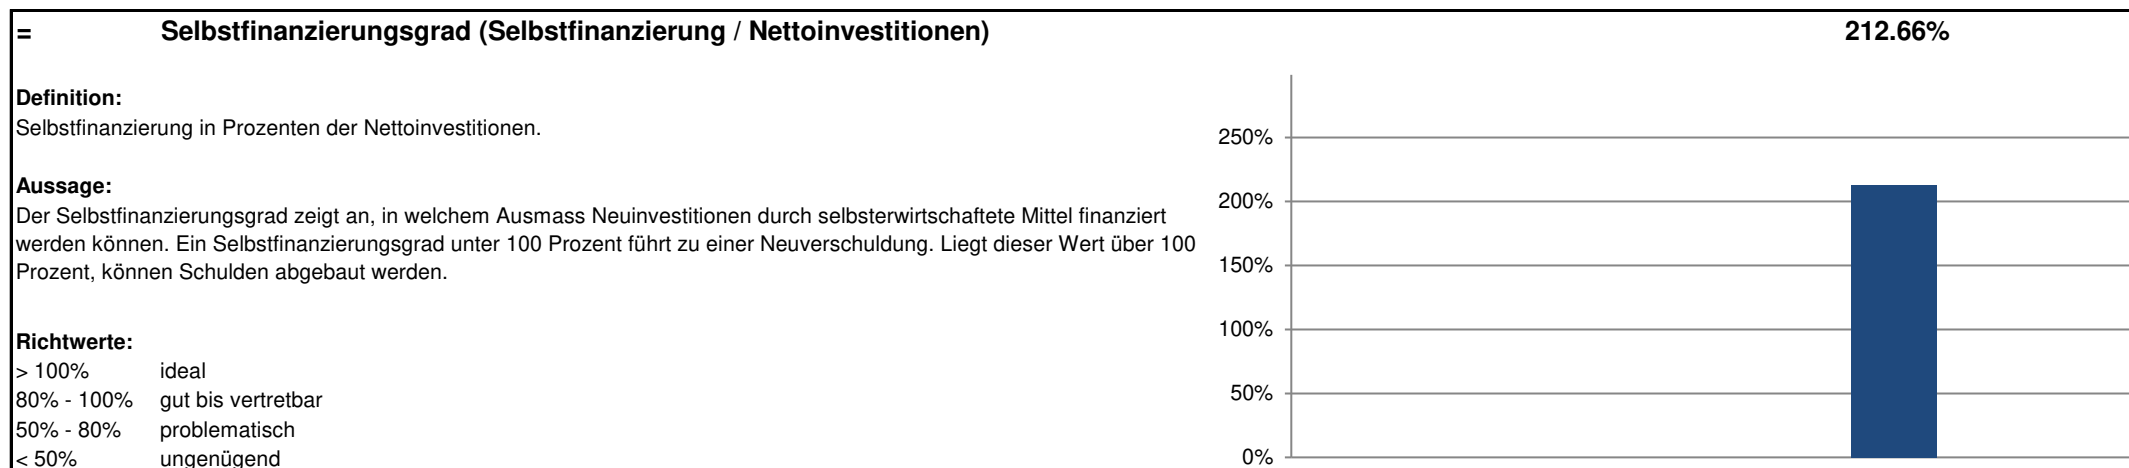 = Selbstfinanzierungsgrad (Selbstfinanzierung / Nettoinvestitionen) 212.66%
Definition:
Selbstfinanzierung in Prozenten der Nettoinvestitionen.
Aussage:
Der Selbstfinanzierungsgrad zeigt an, in welchem Ausmass Neuinvestitionen durch selbsterwirtschaftete Mittel finanziert
werden können. Ein Selbstfinanzierungsgrad unter 100 Prozent führt zu einer Neuverschuldung. Liegt dieser Wert über 100
Prozent, können Schulden abgebaut werden.
Richtwerte:
> 100% ideal
80% - 100% gut bis vertretbar
50% - 80% problematisch
< 50% ungenügend
250%
200%
150%
100%
50%
0%